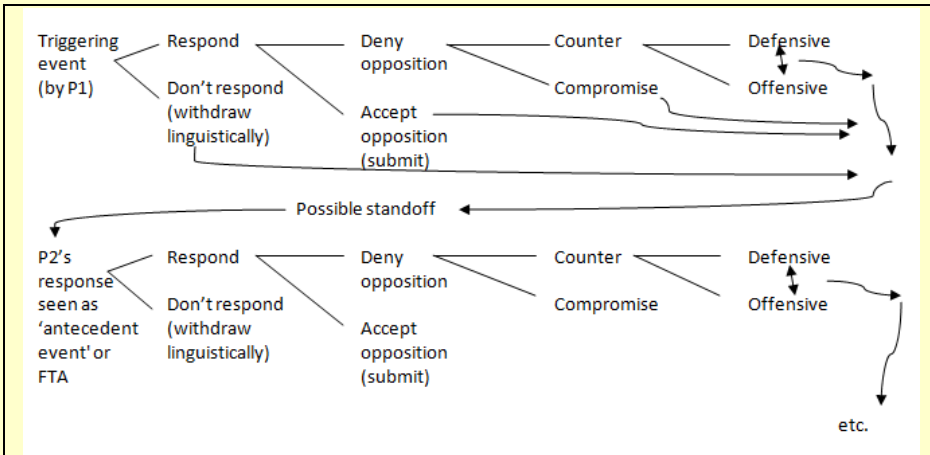 Triggering
event
(by P1)
Respond
Don't respond
(withdraw
linguistically)
Deny
opposition
Accept
opposition
(submit)
Counter
Compromise
Defensive
Offensive
Possible standoff
P2's
response
seen as
'antecedent
event' or
FTA
Respond
Don't respond
(withdraw
linguistically)
Deny
opposition
Accept
opposition
(submit)
Counter
Compromise
Defensive
Offensive
etc.